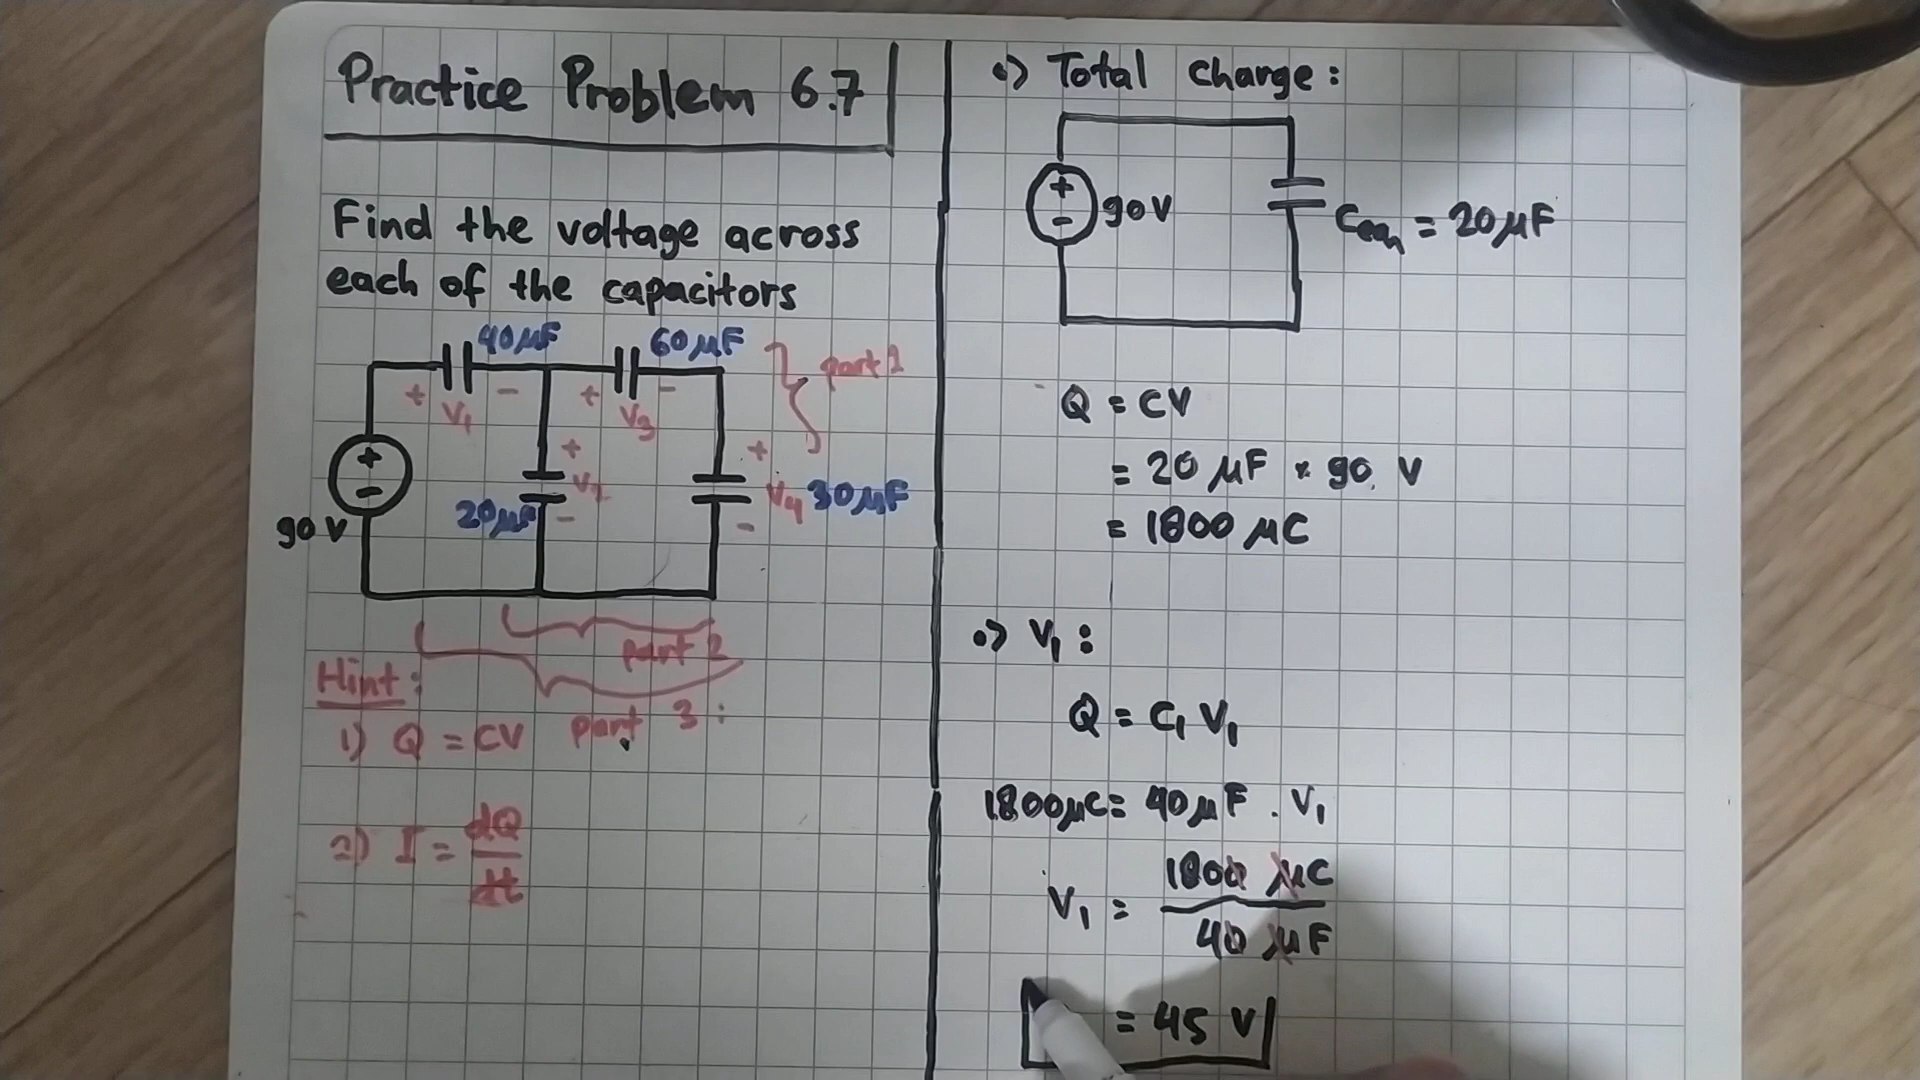 Practice Problem 6.7
Find the voltage across
each of the capacitors
40µF
60µF
part 1
+ V1 -
+ V3 -
+
V2
-
20µF
+
V4
-
30µF
+
-
90 V
part 2
part 3:
Hint:
1) Q = CV
2) I = dQ/dt
•) Total Charge:
+
-
90V
Ceq = 20µF
Q = CV
= 20 µF × 90 V
= 1800 µC
•) V1:
Q = C1 V1
1800µC = 40µF . V1
V1 = 1800 µC / 40 µF
= 45 V